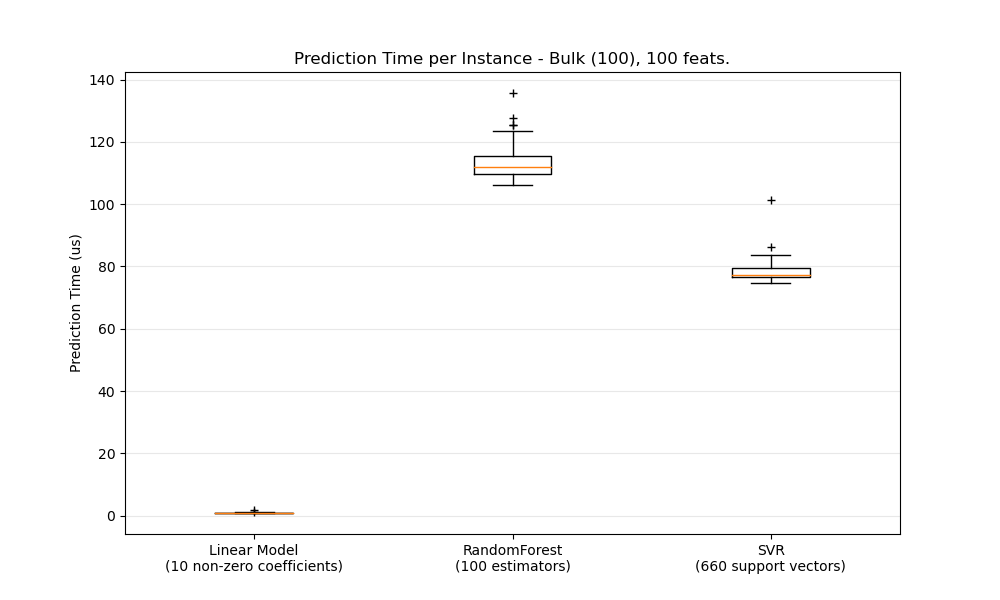 Prediction Time per Instance - Bulk (100), 100 feats.
140
120
100
80
60
40
20
0
Prediction Time (us)
Linear Model
(10 non-zero coefficients)
RandomForest
(100 estimators)
SVR
(660 support vectors)